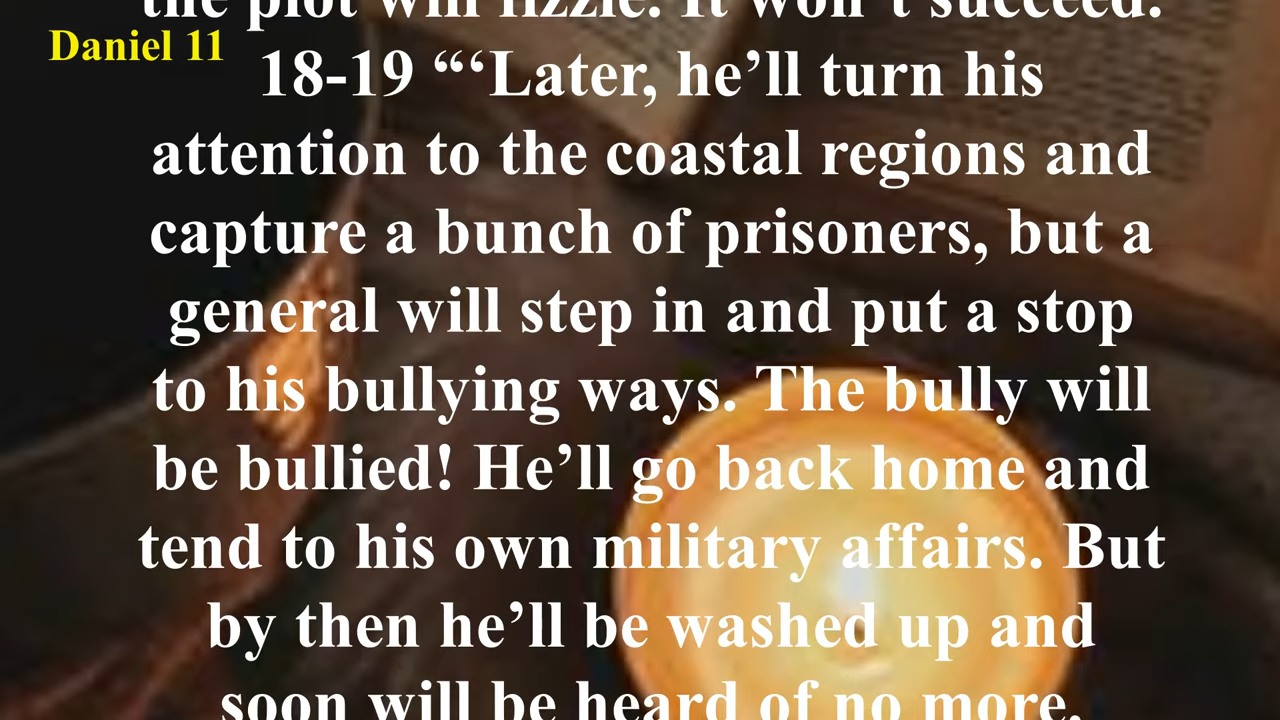 the plot will fizzle. It won't succeed.
Daniel 11
18-19 “‘Later, he’ll turn his
attention to the coastal regions and
capture a bunch of prisoners, but a
general will step in and put a stop
to his bullying ways. The bully will
be bullied! He’ll go back home and
tend to his own military affairs. But
by then he’ll be washed up and
soon will be heard of no more.